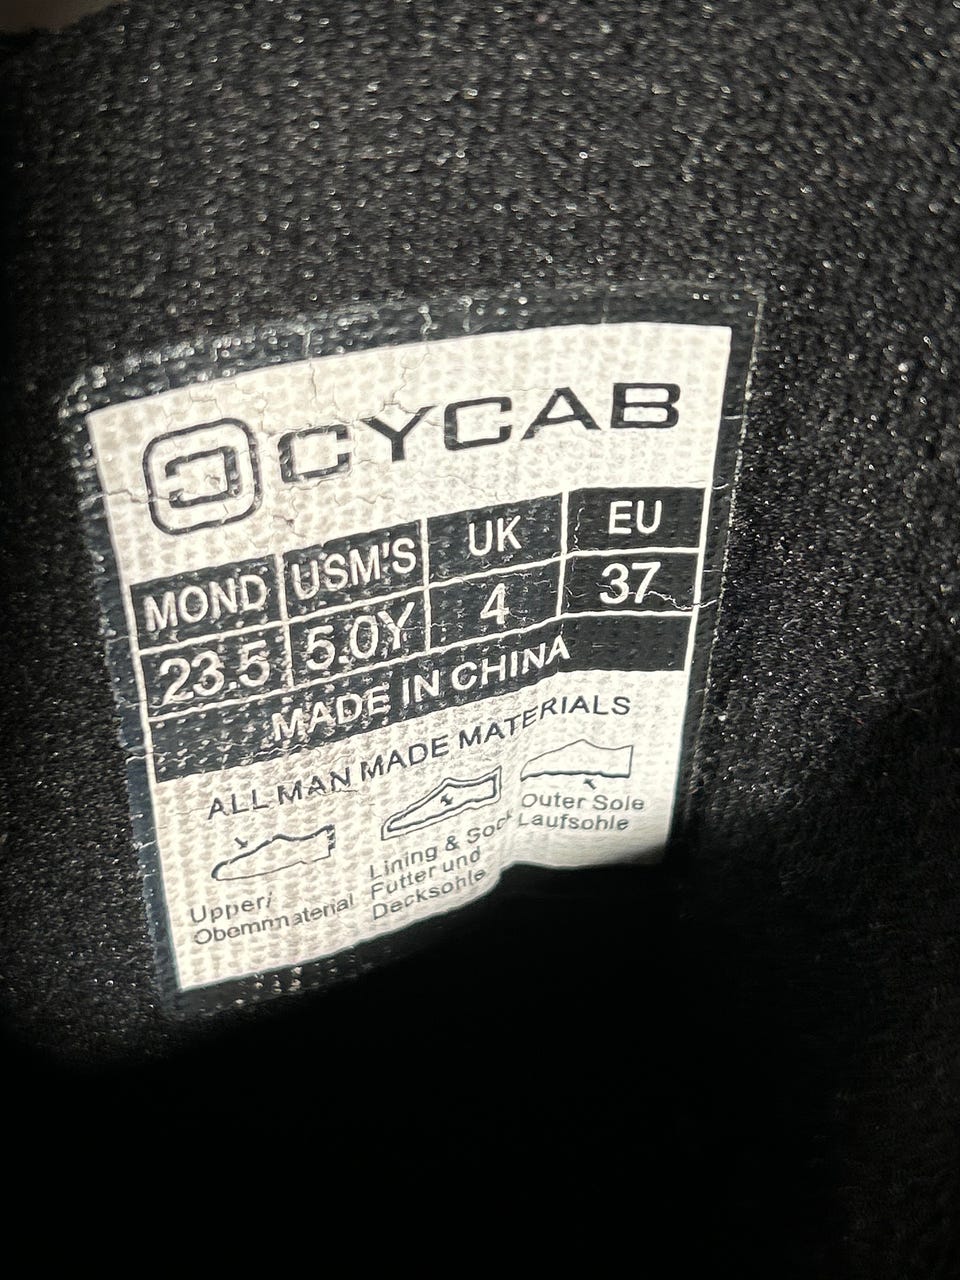 CYCAB
MOND USM'S UK EU
23.5 5.0Y 4 37
MADE IN CHINA
ALL MAN MADE MATERIALS
Upper/
Obernmaterial
Lining & Sock
Futter und
Decksohle
Outer Sole
Laufsohle